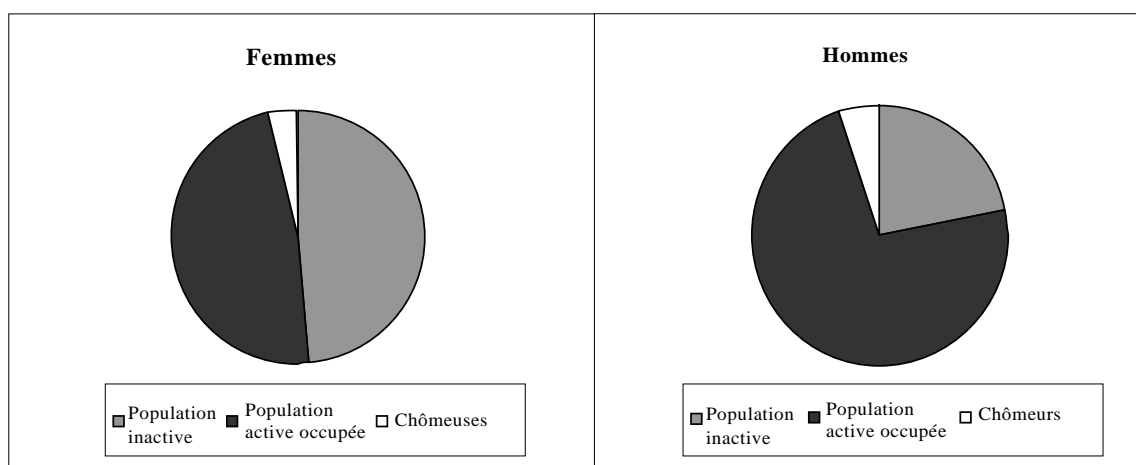 Femmes
Population
inactive
Population
active occupée
Chômeuses
Hommes
Population
inactive
Population
active occupée
Chômeurs